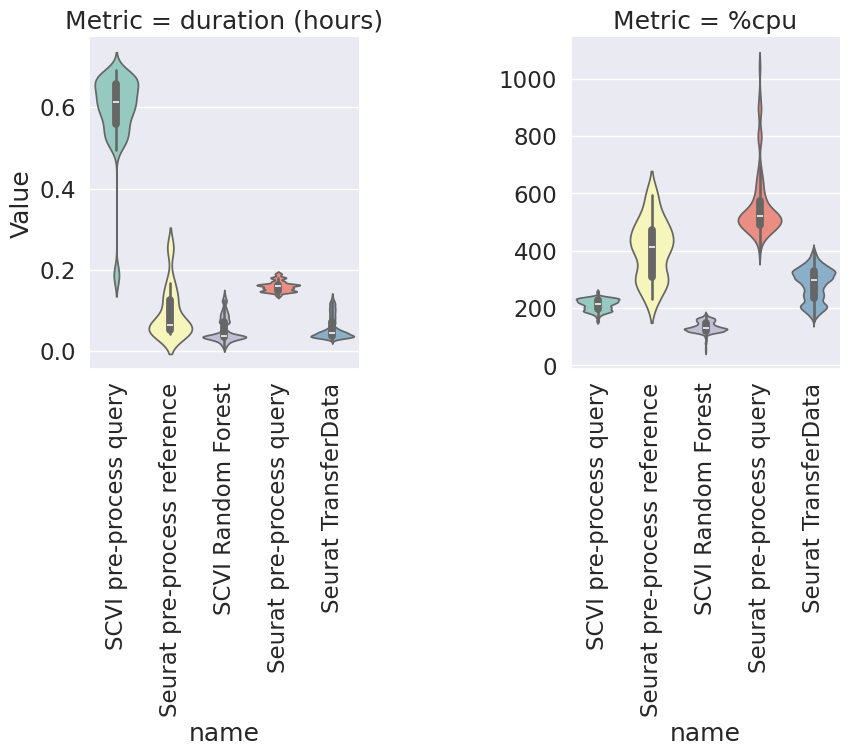 Metric = duration (hours)
Metric = %cpu
Value
0.6
0.4
0.2
0.0
1000
800
600
400
200
0
SCVI pre-process query
Seurat pre-process reference
SCVI Random Forest
Seurat pre-process query
Seurat TransferData
name
SCVI pre-process query
Seurat pre-process reference
SCVI Random Forest
Seurat pre-process query
Seurat TransferData
name